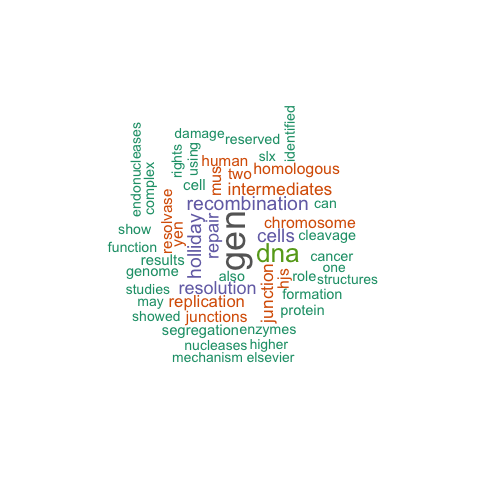 identified
damage
reserved
endonucleases
complex
rights
using
human
slx
two
homologous
mus
cell
intermediates
resolvase
yen
recombination
can
show
holliday
repair
gen
chromosome
cells
cleavage
function
results
dna
cancer
genome
also
junction
hjs
role
one
structures
studies
resolution
formation
may
replication
protein
showed
junctions
segregation
enzymes
nucleases
higher
mechanism
elsevier